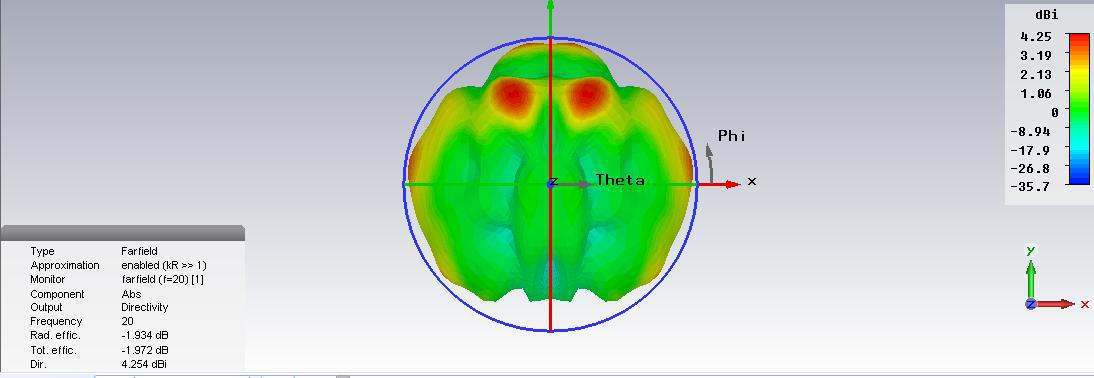 dBi
4.25
3.19
2.13
1.06
0
-8.94
-17.9
-26.8
-35.7
Phi
z Theta x
Type Farfield
Approximation enabled (kR >> 1)
Monitor farfield (f=20) [1]
Component Abs
Output Directivity
Frequency 20
Rad. effic. -1.934 dB
Tot. effic. -1.972 dB
Dir. 4.254 dBi
y
z x